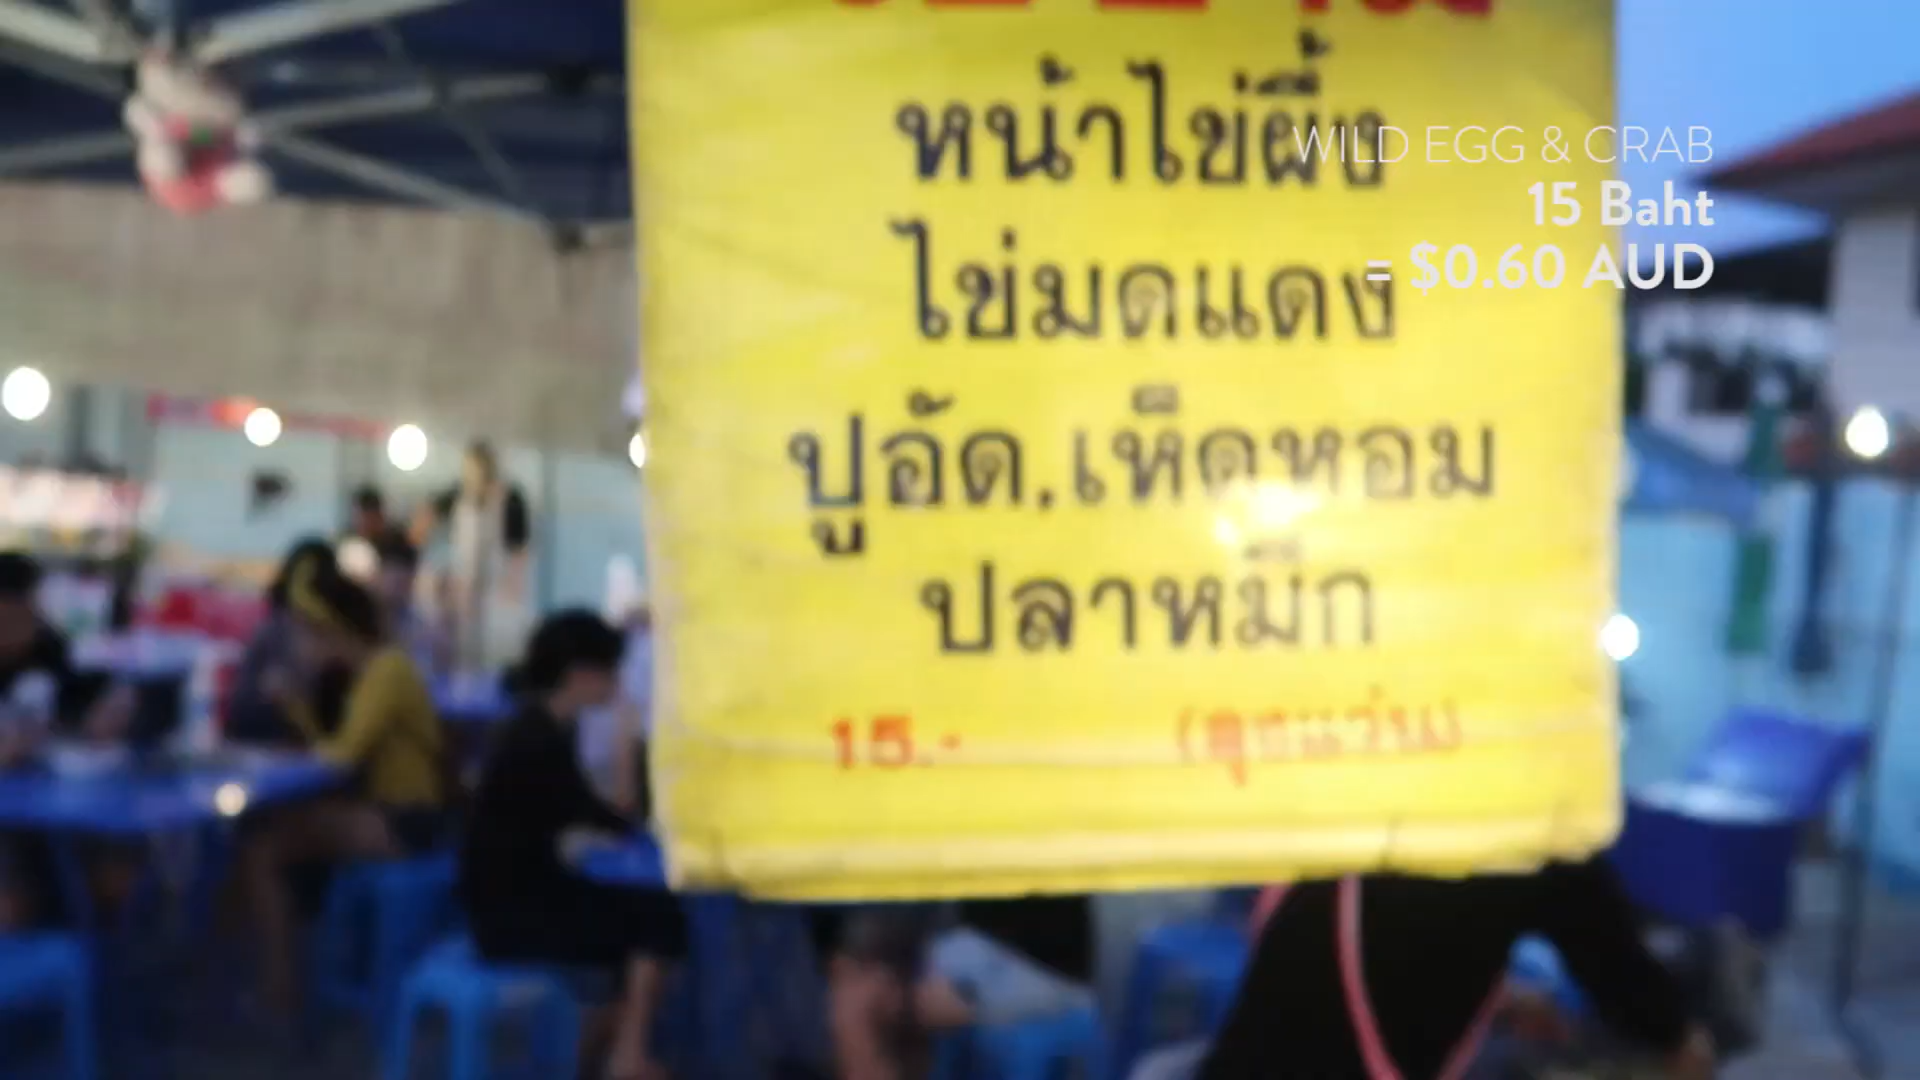 หน้าไข่ผึ้ง
ไข่มดแดง
ปูอัด,เห็ดหอม
ปลาหมึก
15.-
WILD EGG & CRAB
15 Baht
= $0.60 AUD